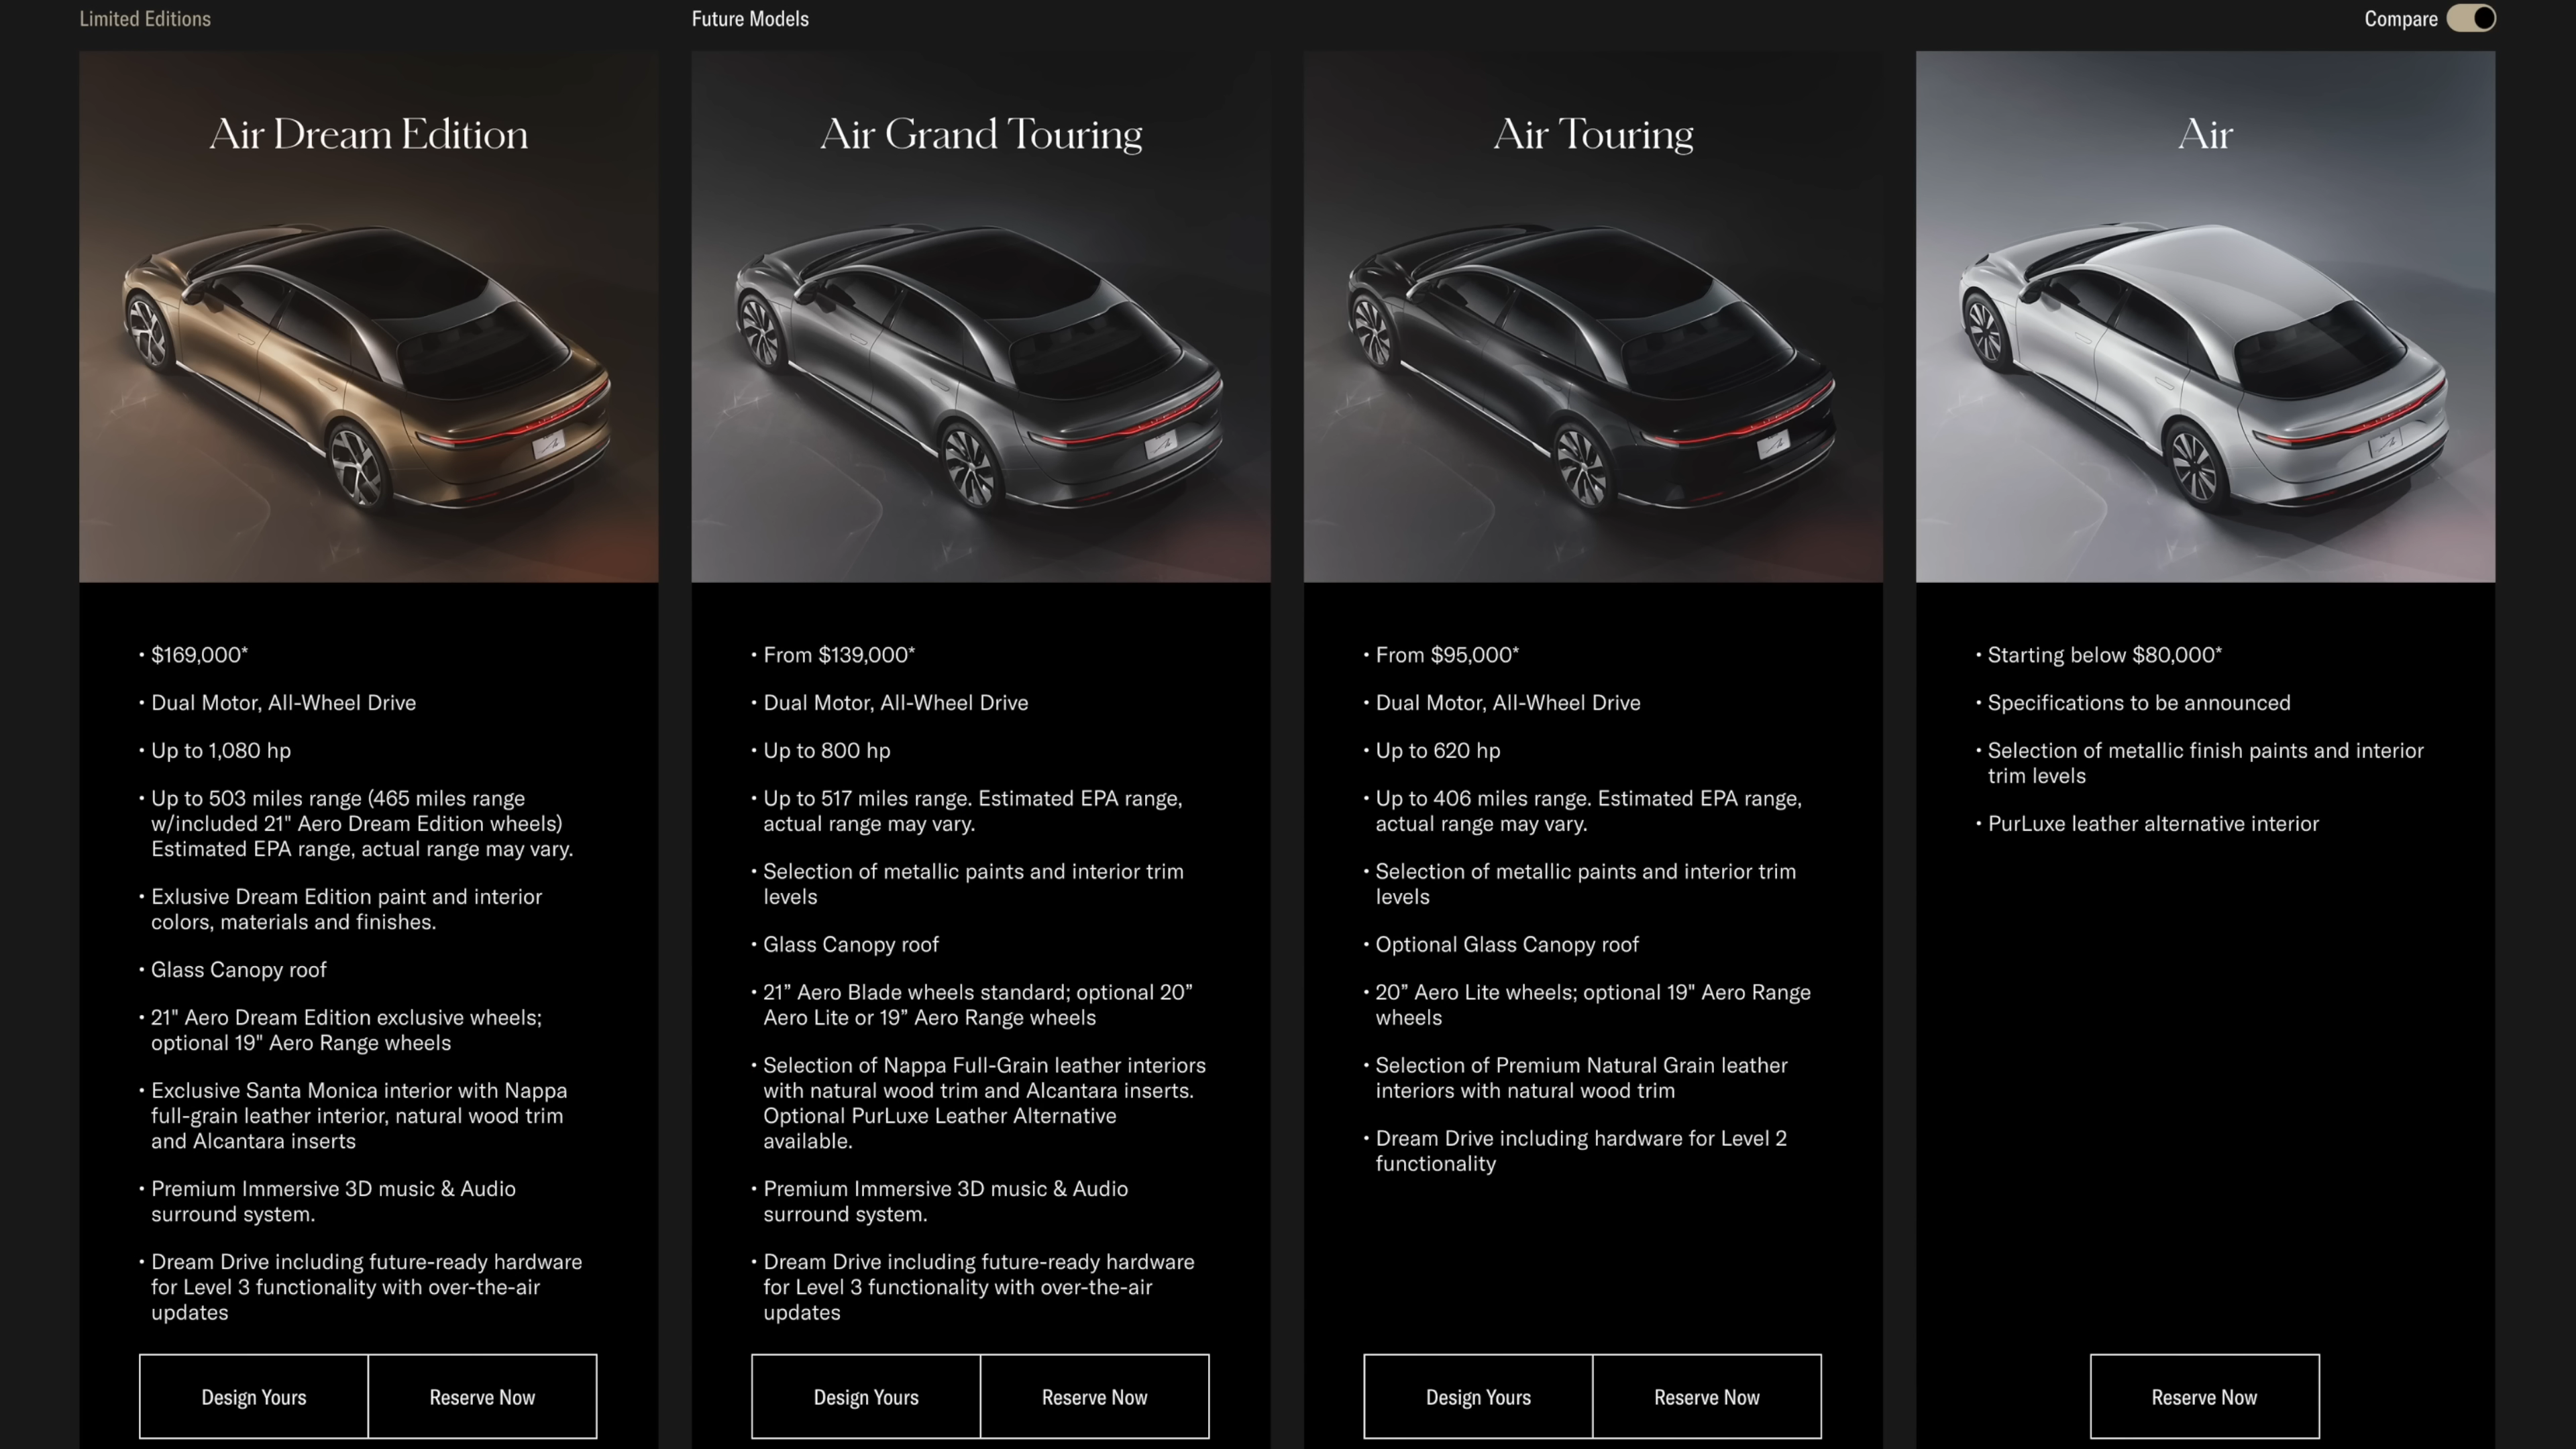 Limited Editions
Future Models
Compare
Air Dream Edition
• $169,000*
• Dual Motor, All-Wheel Drive
• Up to 1,080 hp
• Up to 503 miles range (465 miles range
w/included 21" Aero Dream Edition wheels)
Estimated EPA range, actual range may vary.
• Exlusive Dream Edition paint and interior
colors, materials and finishes.
• Glass Canopy roof
• 21" Aero Dream Edition exclusive wheels;
optional 19" Aero Range wheels
• Exclusive Santa Monica interior with Nappa
full-grain leather interior, natural wood trim
and Alcantara inserts
• Premium Immersive 3D music & Audio
surround system.
• Dream Drive including future-ready hardware
for Level 3 functionality with over-the-air
updates
Design Yours
Reserve Now
Air Grand Touring
• From $139,000*
• Dual Motor, All-Wheel Drive
• Up to 800 hp
• Up to 517 miles range. Estimated EPA range,
actual range may vary.
• Selection of metallic paints and interior trim
levels
• Glass Canopy roof
• 21” Aero Blade wheels standard; optional 20”
Aero Lite or 19” Aero Range wheels
• Selection of Nappa Full-Grain leather interiors
with natural wood trim and Alcantara inserts.
Optional PurLuxe Leather Alternative
available.
• Premium Immersive 3D music & Audio
surround system.
• Dream Drive including future-ready hardware
for Level 3 functionality with over-the-air
updates
Design Yours
Reserve Now
Air Touring
• From $95,000*
• Dual Motor, All-Wheel Drive
• Up to 620 hp
• Up to 406 miles range. Estimated EPA range,
actual range may vary.
• Selection of metallic paints and interior trim
levels
• Optional Glass Canopy roof
• 20” Aero Lite wheels; optional 19" Aero Range
wheels
• Selection of Premium Natural Grain leather
interiors with natural wood trim
• Dream Drive including hardware for Level 2
functionality
Design Yours
Reserve Now
Air
• Starting below $80,000*
• Specifications to be announced
• Selection of metallic finish paints and interior
trim levels
• PurLuxe leather alternative interior
Reserve Now